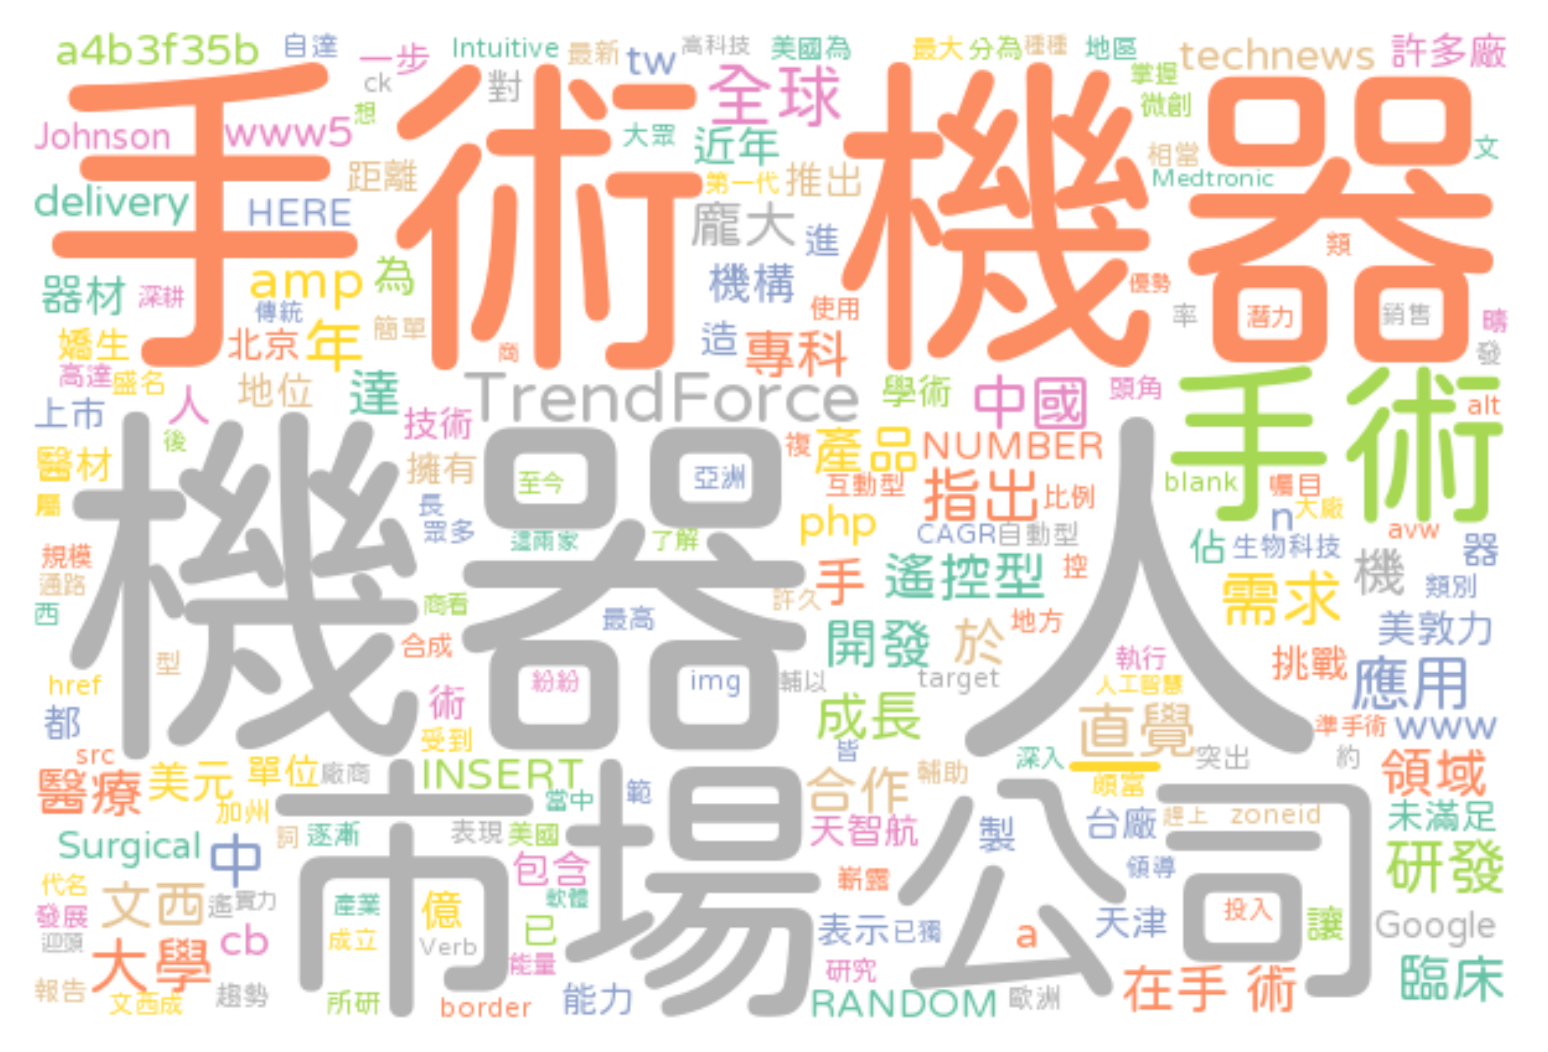 a4b3f35b
自達
一步
Intuitive
最新
tw
高科技
美國為
最大
分為
種種
地區
technews
許多廠
ck
對
全球
掌握
微創
想
手術機器
Johnson
www5
大眾
近年
文
距離
第一代
推出
相當
Medtronic
delivery
HERE
龐大
進
類
器材
深耕
amp
為
機構
優勢
傳統
使用
率
潛力
銷售
疇
嬌生
北京
年
簡單
商
造
專科
發
高達
盛名
地位
達
TrendForce
學術
中國
頭角
手術
上市
人
技術
alt
醫材
後
擁有
複
產品
NUMBER
至今
亞洲
互動型
指出
比例
blank
矚目
屬
長
大廠
機器人
眾多
這兩家
了解
php
CAGR
自動型
n
avw
規模
佔
生物科技
器
通路
手
遙控型
控
機
類別
西
商看
最高
許久
需求
地方
合成
開發
於
美敦力
型
執行
挑戰
href
紛紛
img
輔以
target
人工智慧
應用
都
術
成長
直覺
準
手術
www
受到
皆
src
深入
突出
約
醫療
美元
單位
廠商
INSERT
合作
輔助
頗富
領域
加州
當中
範
市場
公司
詞
逐漸
表現
美國
天智航
製
台廠
趕上
zoneid
未滿足
Surgical
中
包含
嶄露
領導
研發
代名
文西
遙
實力
產業
億
軟體
發展
投入
迎頭
cb
成立
Verb
已
表示
已獨
天津
讓
Google
大學
能量
研究
a
臨床
報告
文西成
趨勢
所研
border
能力
RANDOM
歐洲
在手
術
一